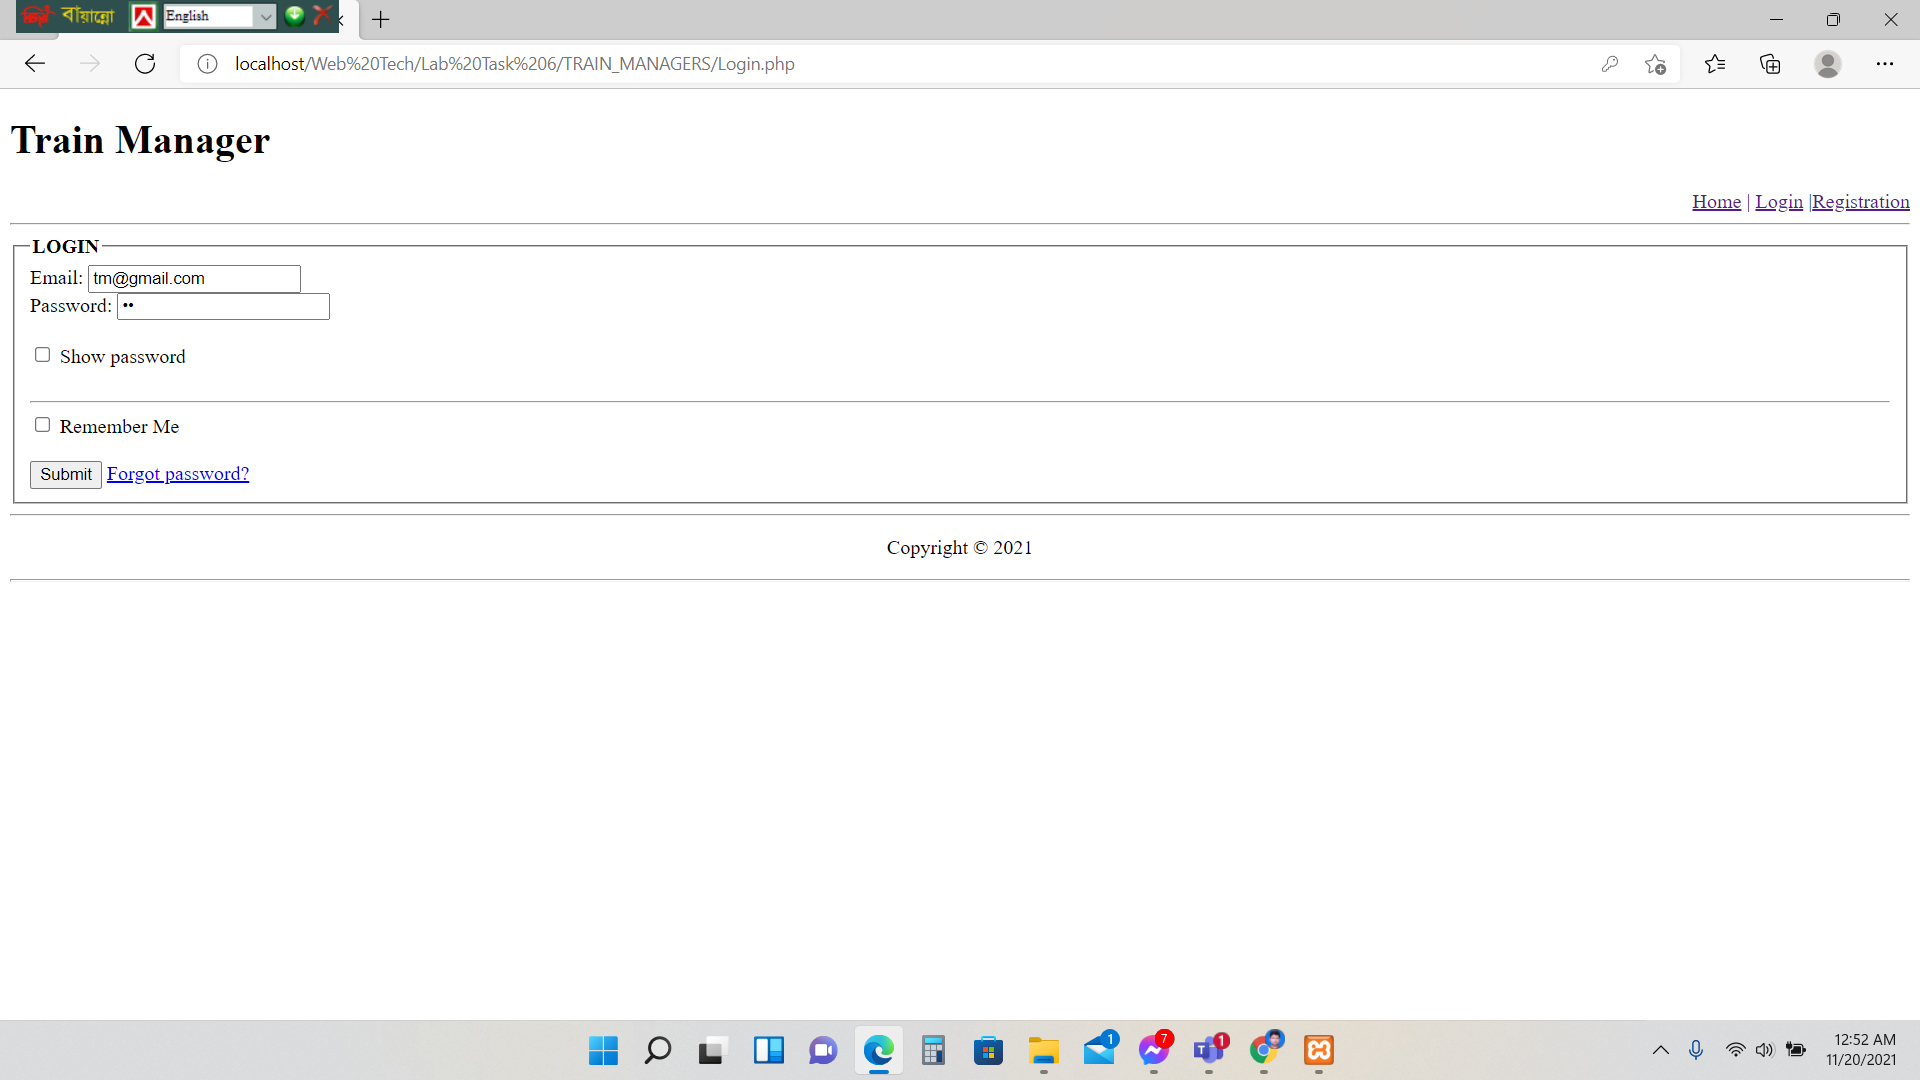 বায়ান্নো
English
localhost/Web%20Tech/Lab%20Task%206/TRAIN_MANAGERS/Login.php
Train Manager
Home | Login |Registration
LOGIN
Email: tm@gmail.com
Password: ••
Show password
Remember Me
Submit Forgot password?
Copyright © 2021
1
7
1
12:52 AM
11/20/2021